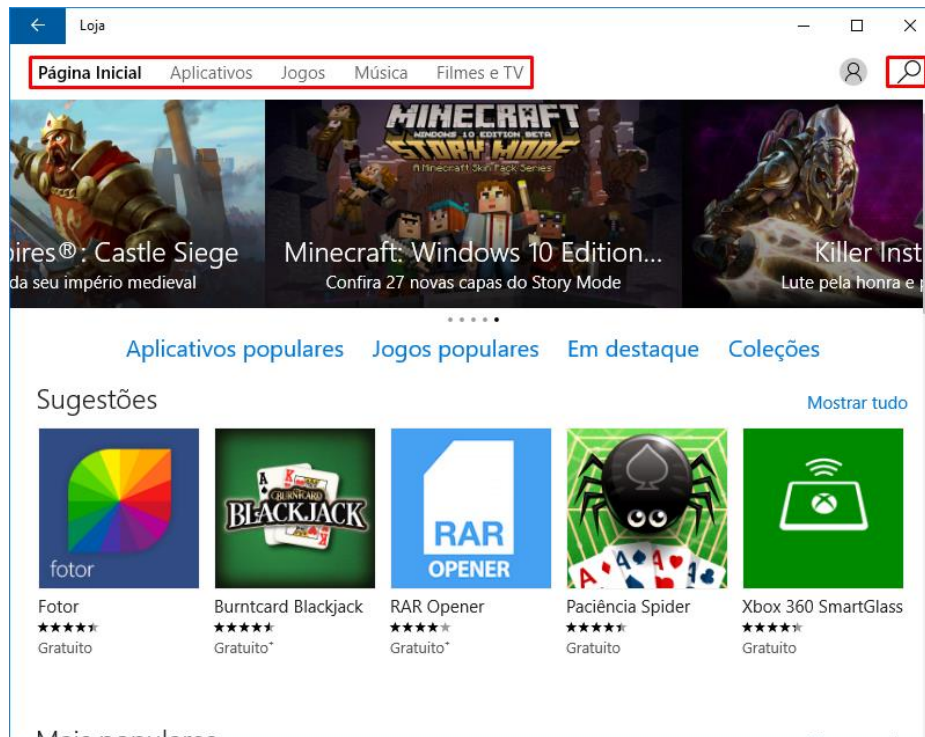 Loja
Página Inicial Aplicativos Jogos Música Filmes e TV
MINECRAFT
WINDOWS 10 EDITION BETA
STORY MODE
A Minecraft Skin Pack Series
ires®: Castle Siege
da seu império medieval
Minecraft: Windows 10 Edition...
Confira 27 novas capas do Story Mode
Killer Inst
Lute pela honra e
Aplicativos populares Jogos populares Em destaque Coleções
Sugestões Mostrar tudo
fotor
BURNTCARD
BLACKJACK
RAR
OPENER
Fotor Burntcard Blackjack RAR Opener Paciência Spider Xbox 360 SmartGlass
Gratuito Gratuito⁺ Gratuito⁺ Gratuito Gratuito
Mais populares